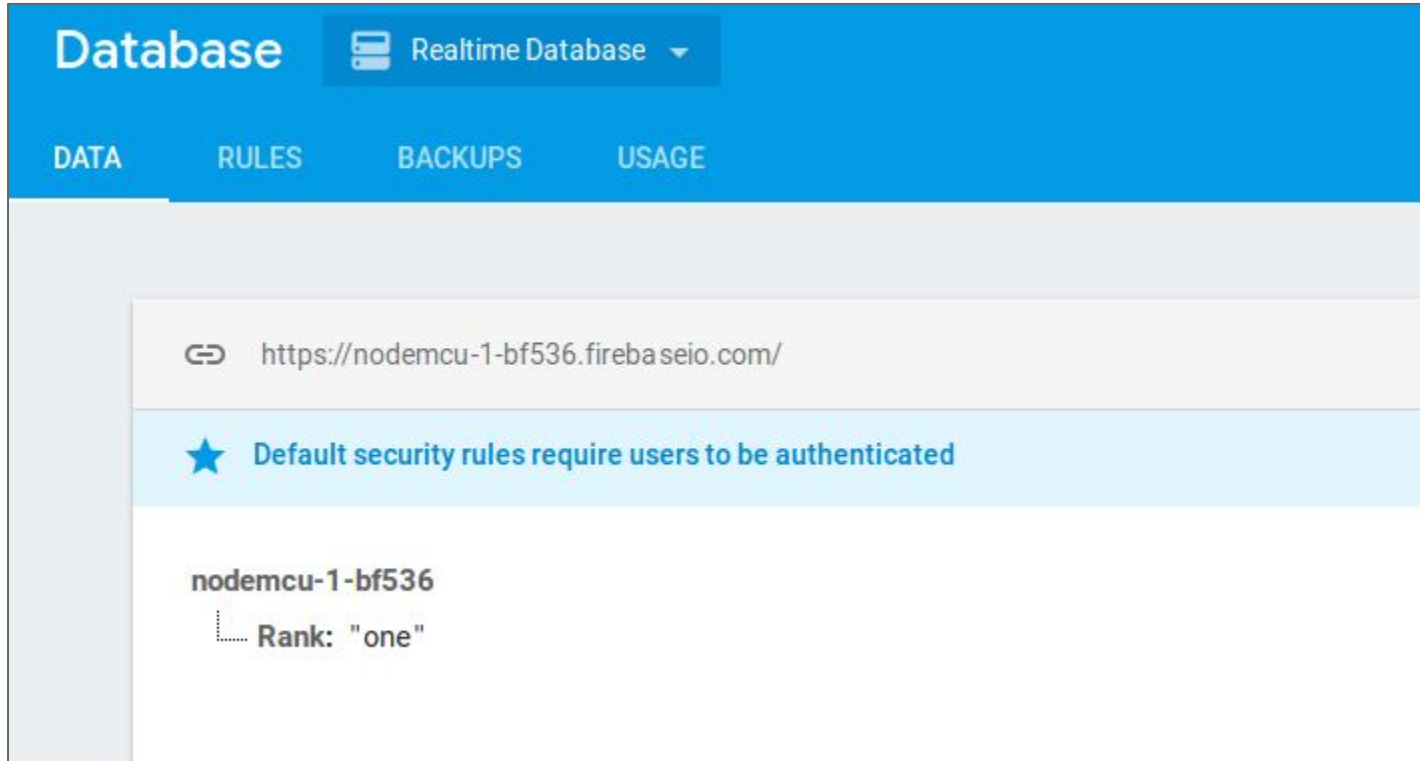 Database Realtime Database
DATA RULES BACKUPS USAGE
https://nodemcu-1-bf536.firebaseio.com/
Default security rules require users to be authenticated
nodemcu-1-bf536
Rank: "one"